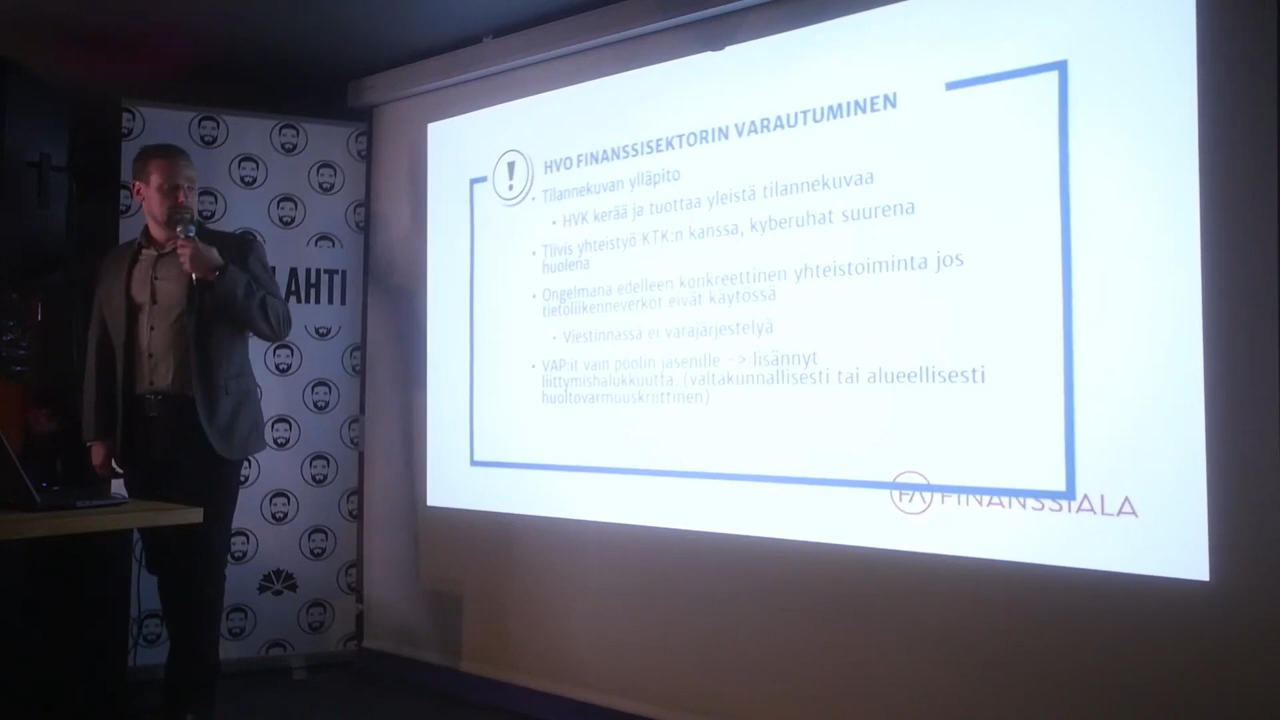 HVO FINANSSISEKTORIN VARAUTUMINEN
• Tilannekuvan ylläpito
• HVK kerää ja tuottaa yleistä tilannekuvaa
• Tiivis yhteistyö KTK:n kanssa, kyberuhat suurena
huolena
• Ongelmana edelleen konkreettinen yhteistoiminta jos
tietoliikenneverkot eivät käytössä
• Viestinnässä ei varajärjestelyä
• VAP:it vain poolin jäsenille –> lisännyt
liittymishalukkuutta. (valtakunnallisesti tai alueellisesti
huoltovarmuuskriittinen)
FA FINANSSIALA
LAHTI